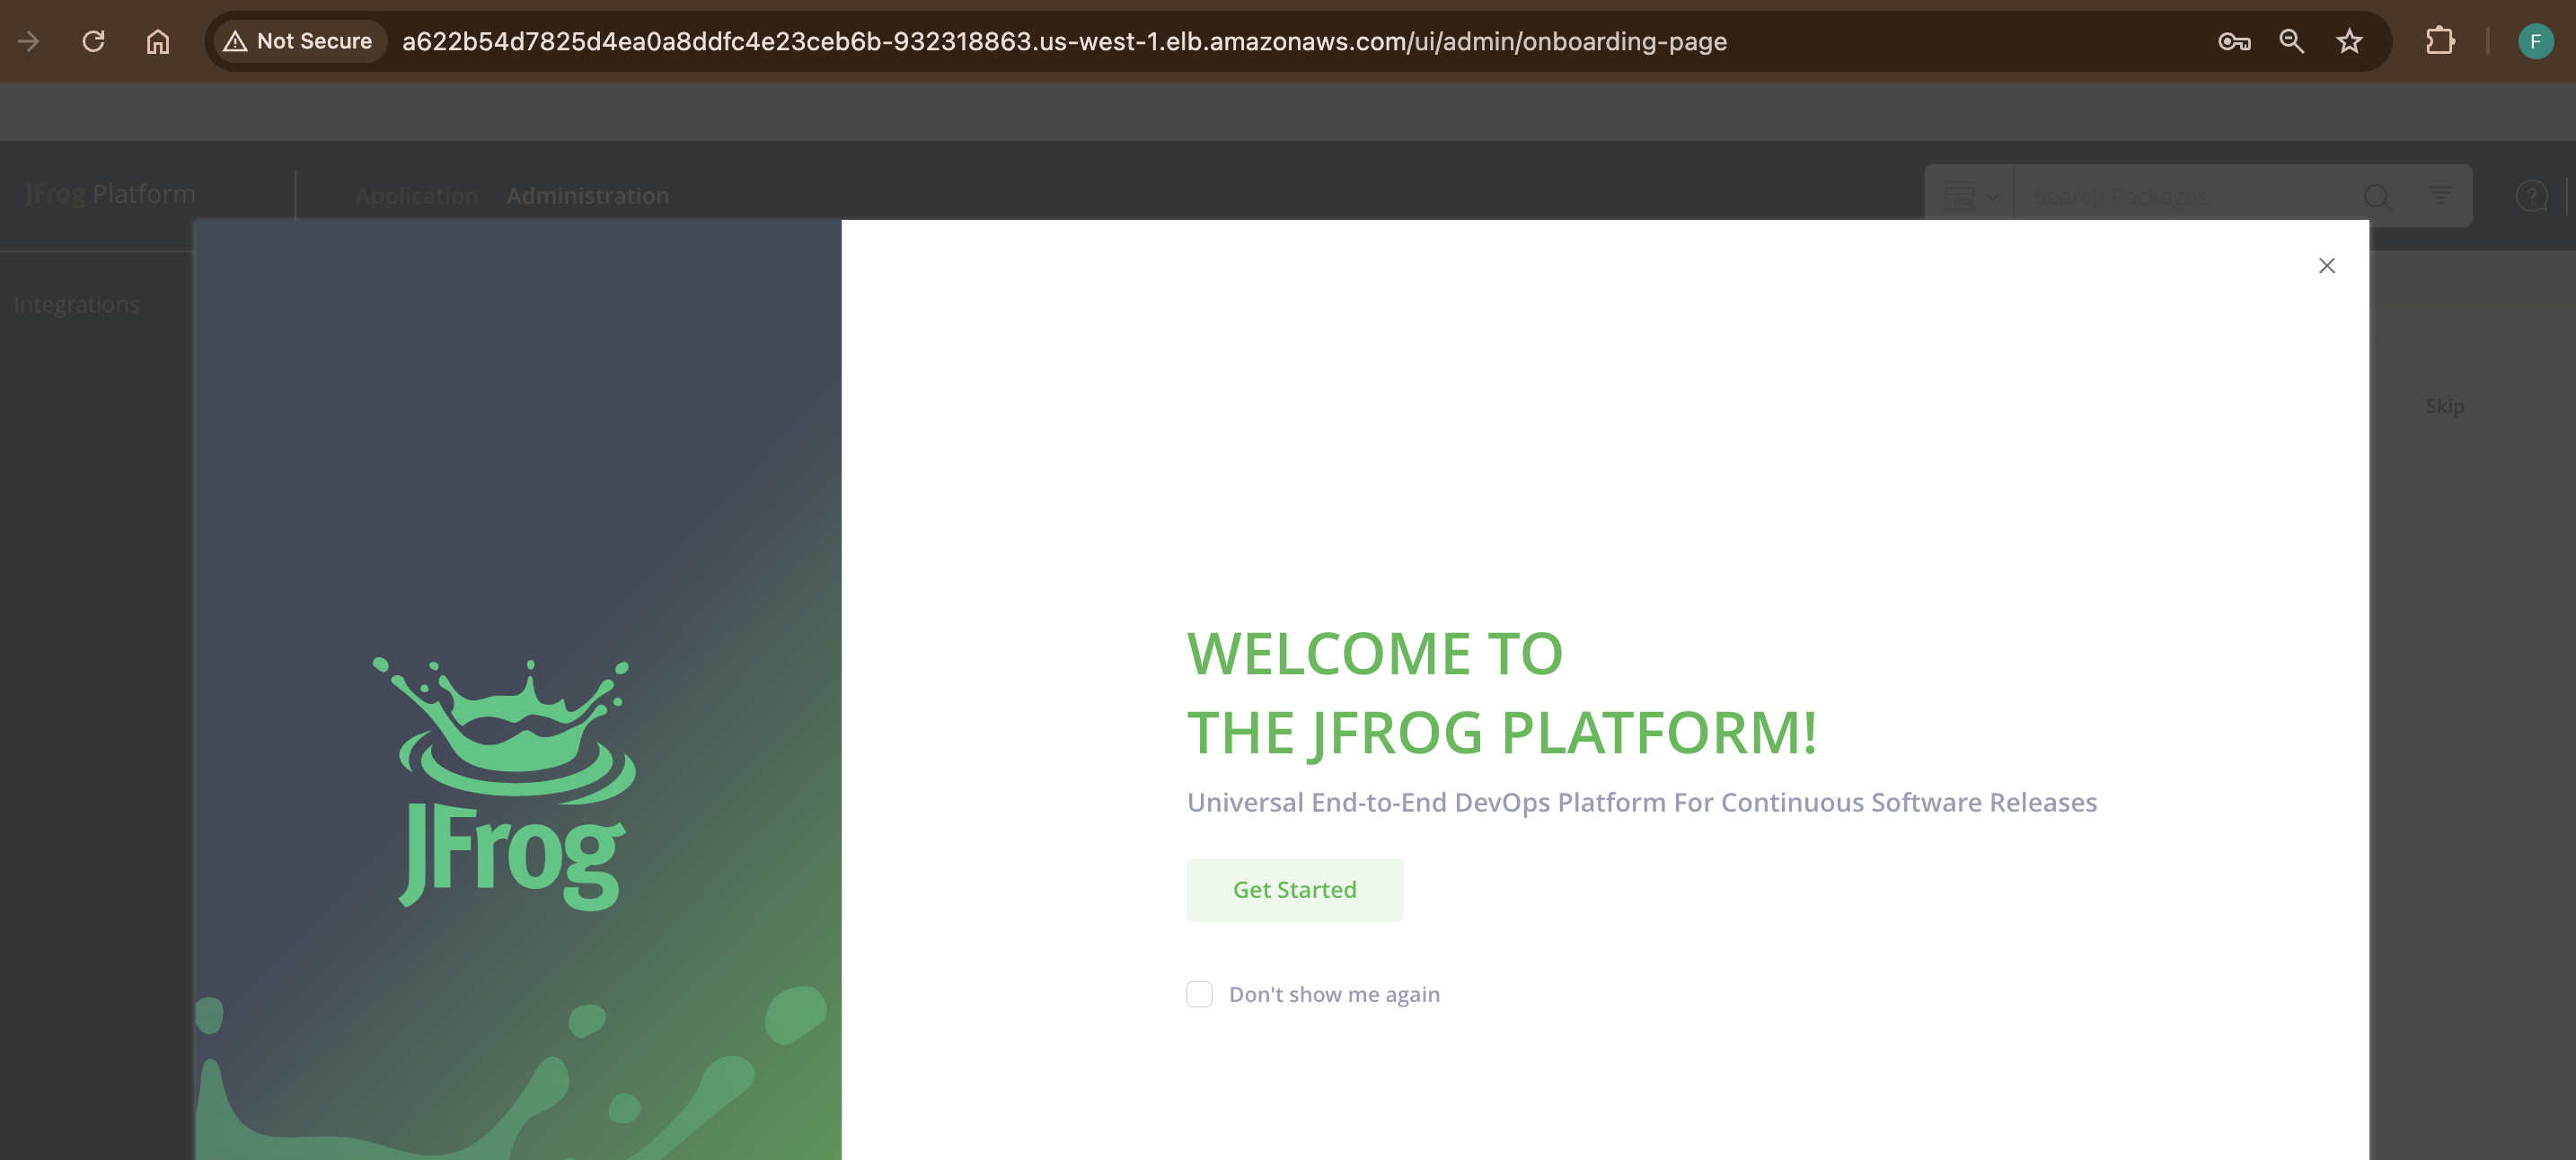 Not Secure a622b54d7825d4ea0a8ddfc4e23ceb6b-932318863.us-west-1.elb.amazonaws.com/ui/admin/onboarding-page F
JFrog Platform Application Administration Search Packages ?
Integrations
Skip
WELCOME TO
THE JFROG PLATFORM!
Universal End-to-End DevOps Platform For Continuous Software Releases
JFrog
Get Started
Don't show me again